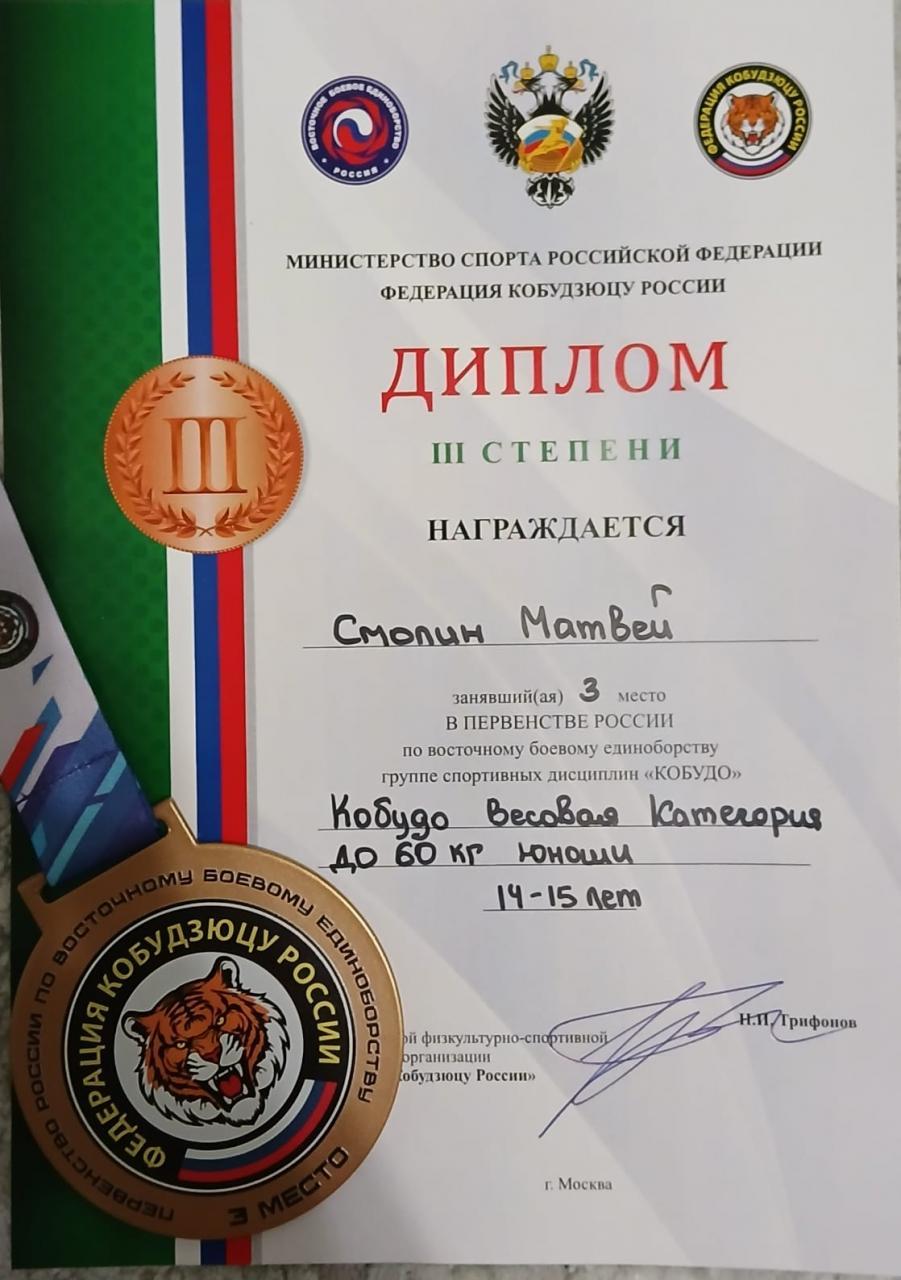 ВОСТОЧНОЕ БОЕВОЕ ЕДИНОБОРСТВО
РОССИЯ
ФЕДЕРАЦИЯ КОБУДЗЮЦУ РОССИИ
МИНИСТЕРСТВО СПОРТА РОССИЙСКОЙ ФЕДЕРАЦИИ
ФЕДЕРАЦИЯ КОБУДЗЮЦУ РОССИИ
ДИПЛОМ
III СТЕПЕНИ
III
НАГРАЖДАЕТСЯ
Смолин Матвей
занявший(ая) 3 место
В ПЕРВЕНСТВЕ РОССИИ
по восточному боевому единоборству
группе спортивных дисциплин «КОБУДО»
Кобудо весовая категория
до 60 кг юноши
14-15 лет
ПЕРВЕНСТВО РОССИИ ПО ВОСТОЧНОМУ БОЕВОМУ ЕДИНОБОРСТВУ
ФЕДЕРАЦИЯ КОБУДЗЮЦУ РОССИИ
3 МЕСТО
ой физкультурно-спортивной
организации
обудзюцу России»
Н.И. Трифонов
г. Москва